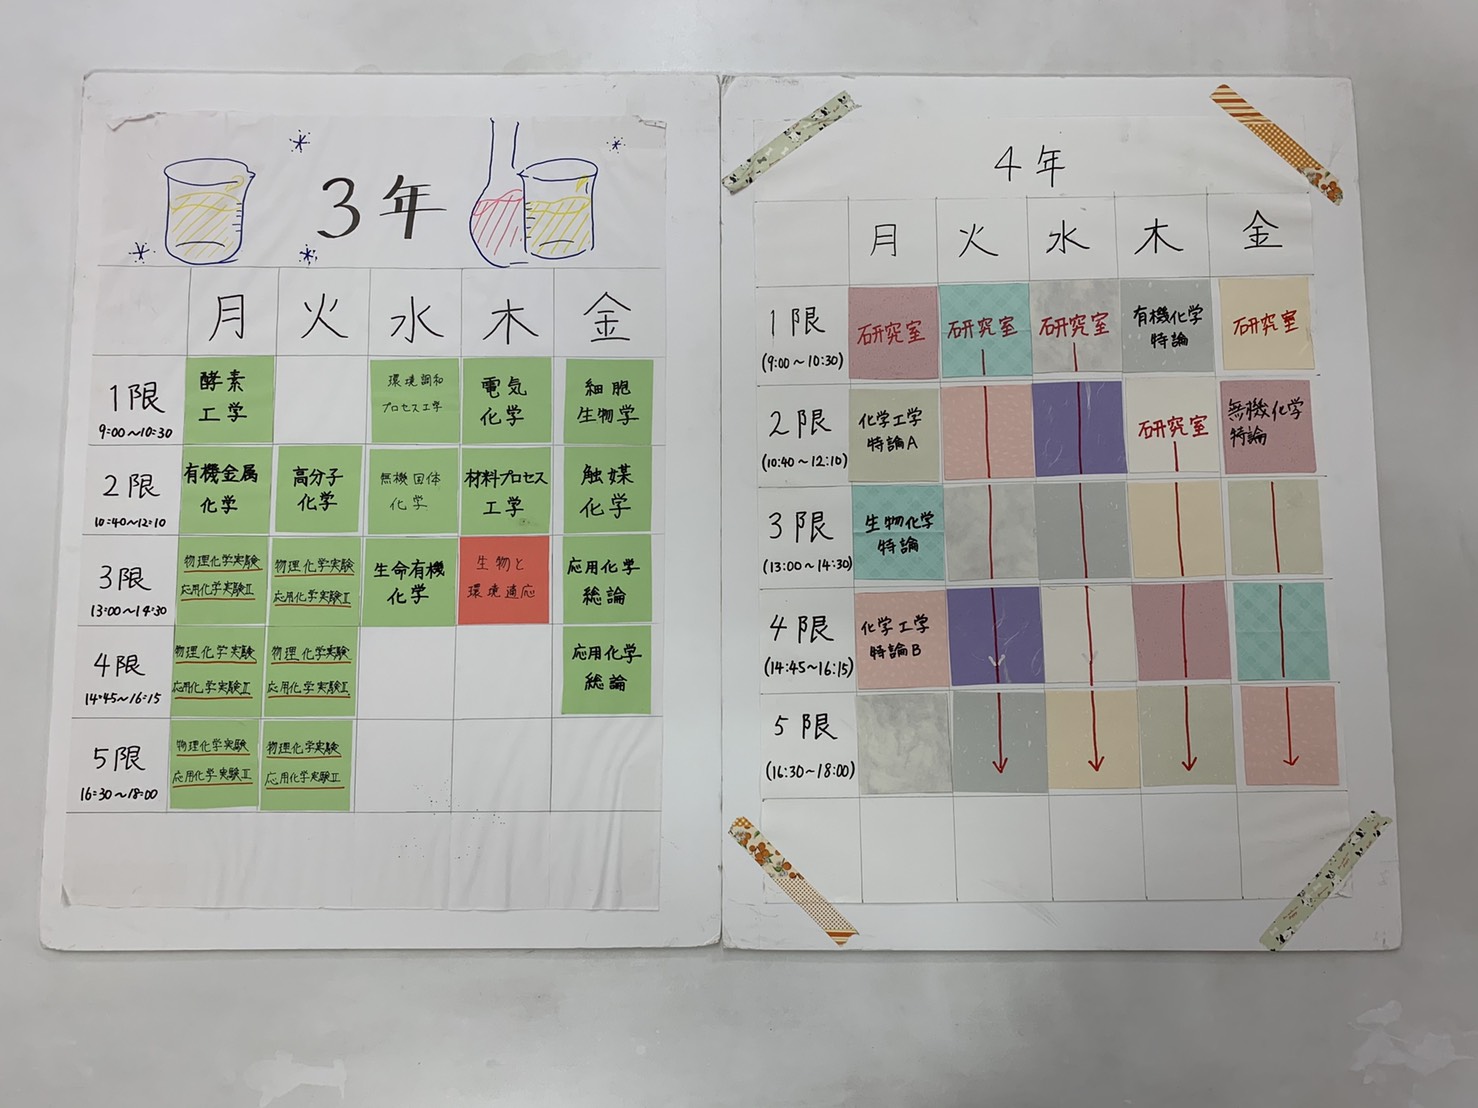 3年
月 火 水 木 金
1限
9:00～10:30
酵素
工学
環境調和
プロセス工学
電気
化学
細胞
生物学
2限
10:40～12:10
有機金属
化学
高分子
化学
無機固体
化学
材料プロセス
工学
触媒
化学
3限
13:00～14:30
物理化学実験
応用化学実験Ⅱ
物理化学実験
応用化学実験Ⅱ
生命有機
化学
生物と
環境適応
応用化学
総論
4限
14:45～16:15
物理化学実験
応用化学実験Ⅱ
物理化学実験
応用化学実験Ⅱ
応用化学
総論
5限
16:30～18:00
物理化学実験
応用化学実験Ⅱ
物理化学実験
応用化学実験Ⅱ
4年
月 火 水 木 金
1限
(9:00～10:30)
研究室
研究室
研究室
有機化学
特論
研究室
2限
(10:40～12:10)
化学工学
特論A
研究室
無機化学
特論
3限
(13:00～14:30)
生物化学
特論
4限
(14:45～16:15)
化学工学
特論B
5限
(16:30～18:00)